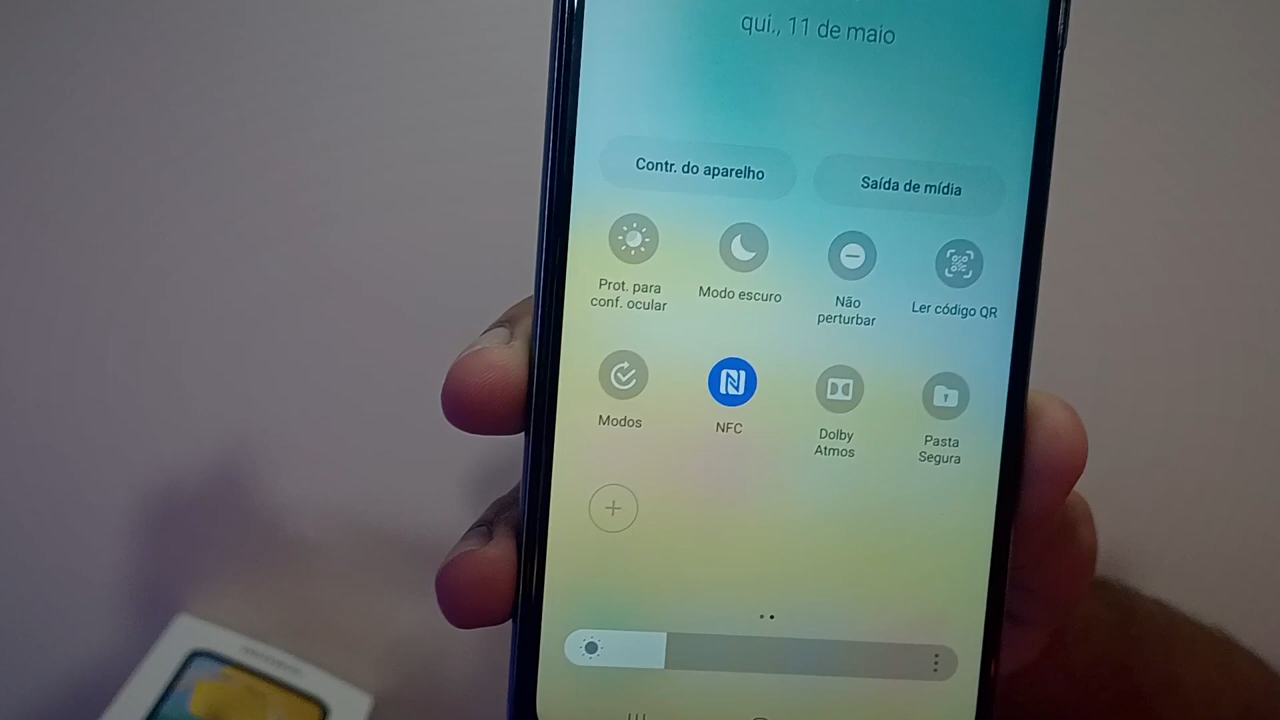 qui., 11 de maio
Contr. do aparelho
Saída de mídia
Prot. para
conf. ocular
Modo escuro
Não
perturbar
Ler código QR
Modos
NFC
Dolby
Atmos
Pasta
Segura